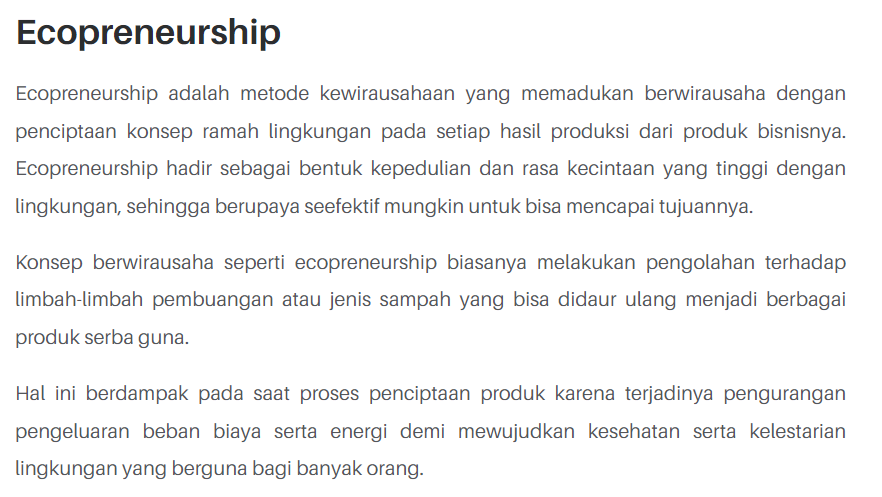 Ecopreneurship
Ecopreneurship adalah metode kewirausahaan yang memadukan berwirausaha dengan
penciptaan konsep ramah lingkungan pada setiap hasil produksi dari produk bisnisnya.
Ecopreneurship hadir sebagai bentuk kepedulian dan rasa kecintaan yang tinggi dengan
lingkungan, sehingga berupaya seefektif mungkin untuk bisa mencapai tujuannya.
Konsep berwirausaha seperti ecopreneurship biasanya melakukan pengolahan terhadap
limbah-limbah pembuangan atau jenis sampah yang bisa didaur ulang menjadi berbagai
produk serba guna.
Hal ini berdampak pada saat proses penciptaan produk karena terjadinya pengurangan
pengeluaran beban biaya serta energi demi mewujudkan kesehatan serta kelestarian
lingkungan yang berguna bagi banyak orang.